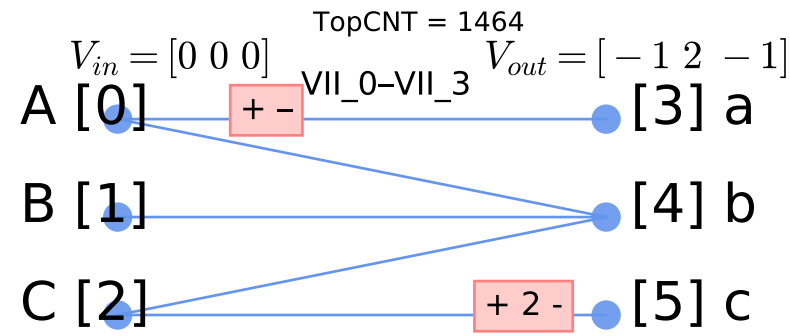 TopCNT = 1464
V_in = [0 0 0]
V_out = [ − 1 2 − 1]
VII_0–VII_3
A [0]
+ –
[3] a
B [1]
[4] b
C [2]
+ 2 -
[5] c